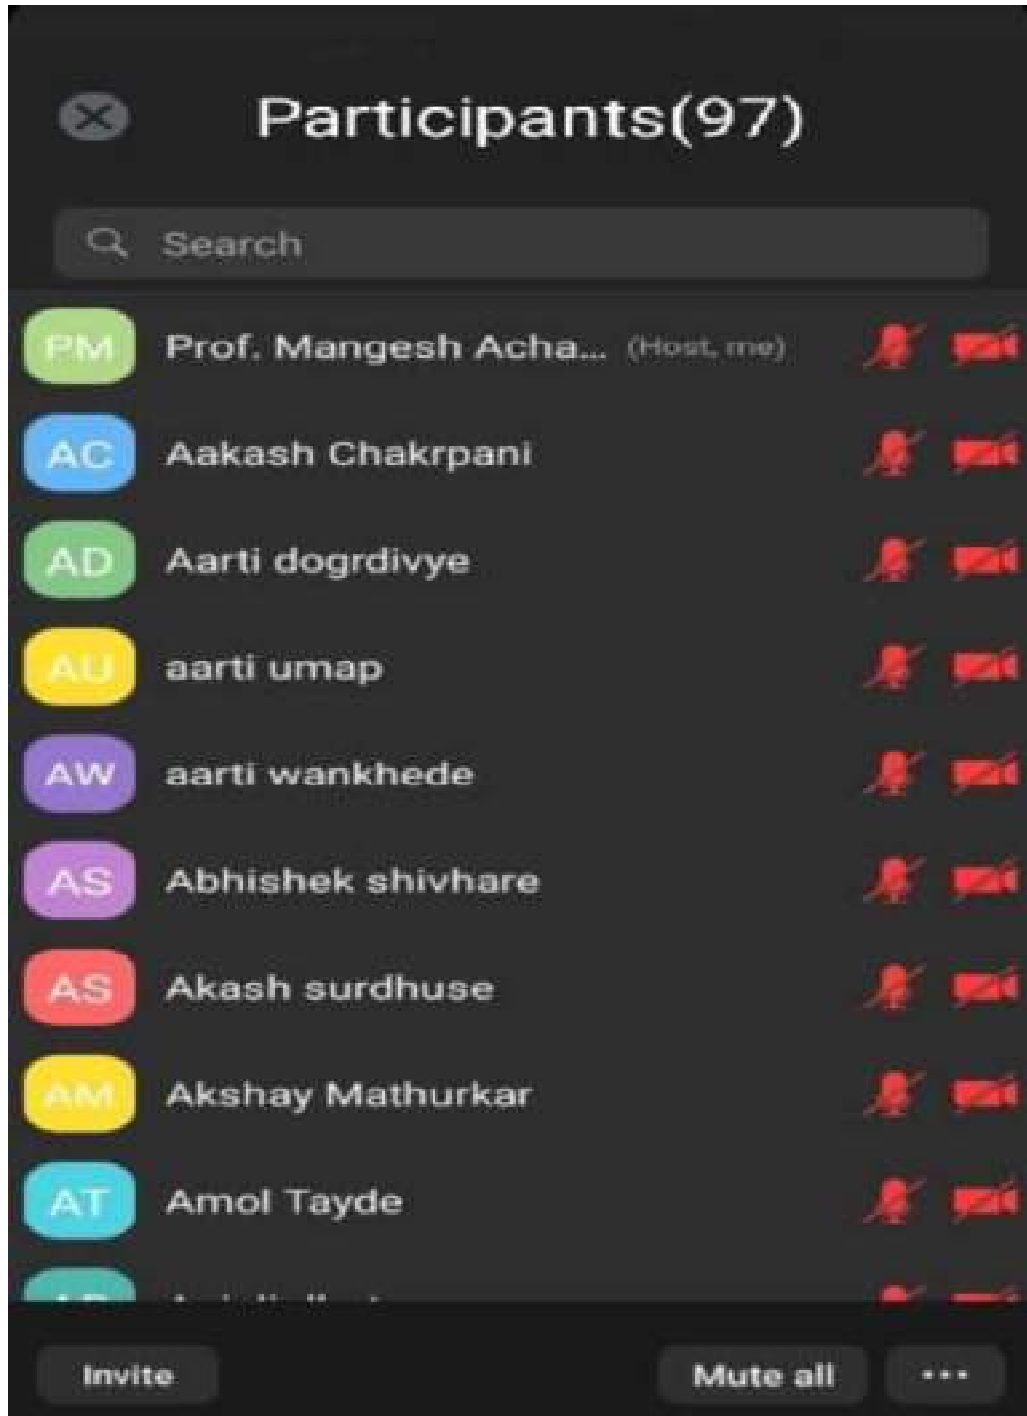 Participants(97)
Search
PM Prof. Mangesh Acha... (Host, me)
AC Aakash Chakrpani
AD Aarti dogrdivye
AU aarti umap
AW aarti wankhede
AS Abhishek shivhare
AS Akash surdhuse
AM Akshay Mathurkar
AT Amol Tayde
Invite Mute all ...